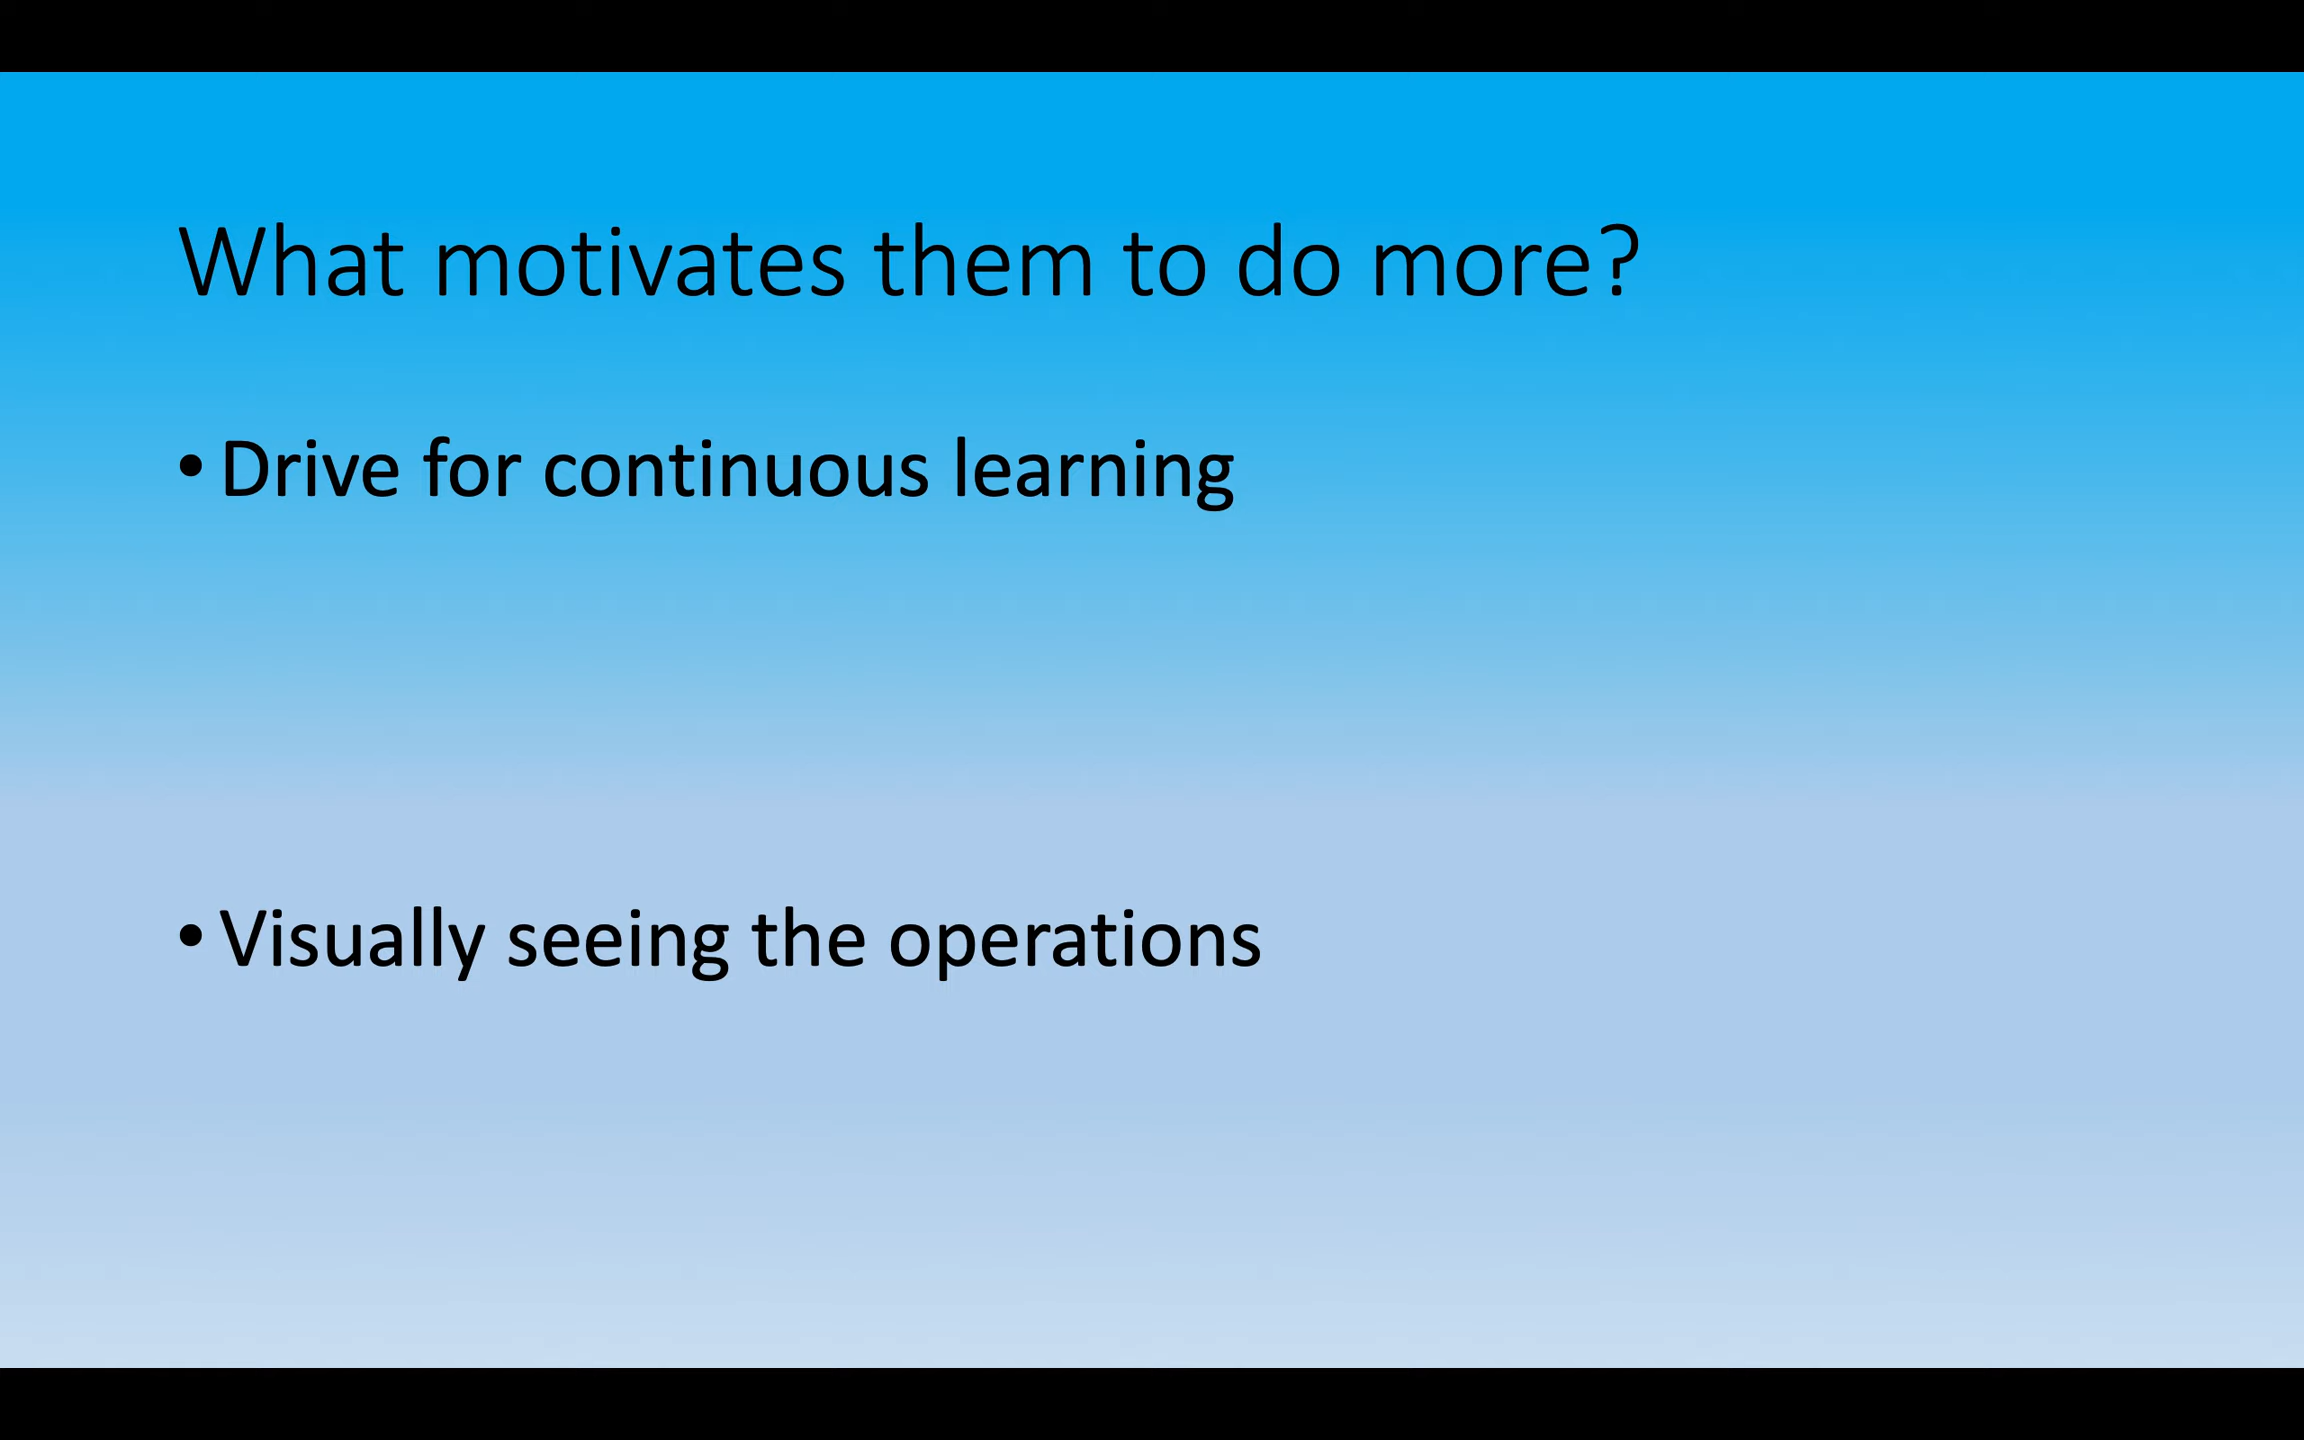 What motivates them to do more?
• Drive for continuous learning
• Visually seeing the operations